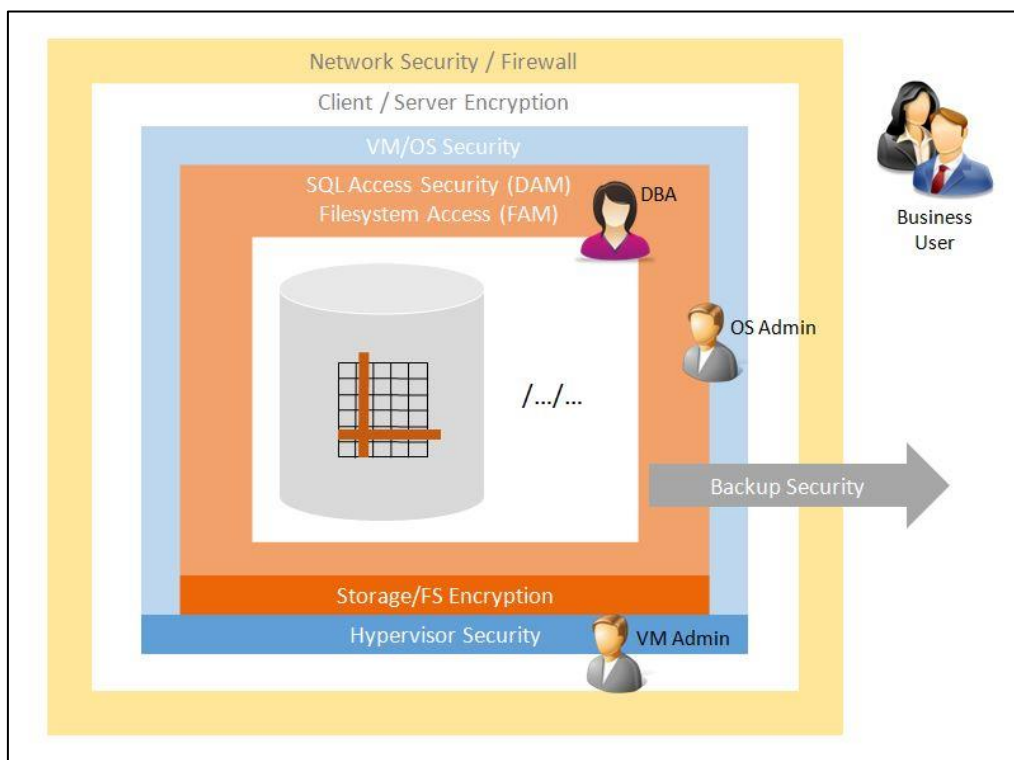 Network Security / Firewall
Client / Server Encryption
VM/OS Security
SQL Access Security (DAM)
Filesystem Access (FAM)
DBA
Business
User
OS Admin
/…/…
Backup Security
Storage/FS Encryption
Hypervisor Security
VM Admin